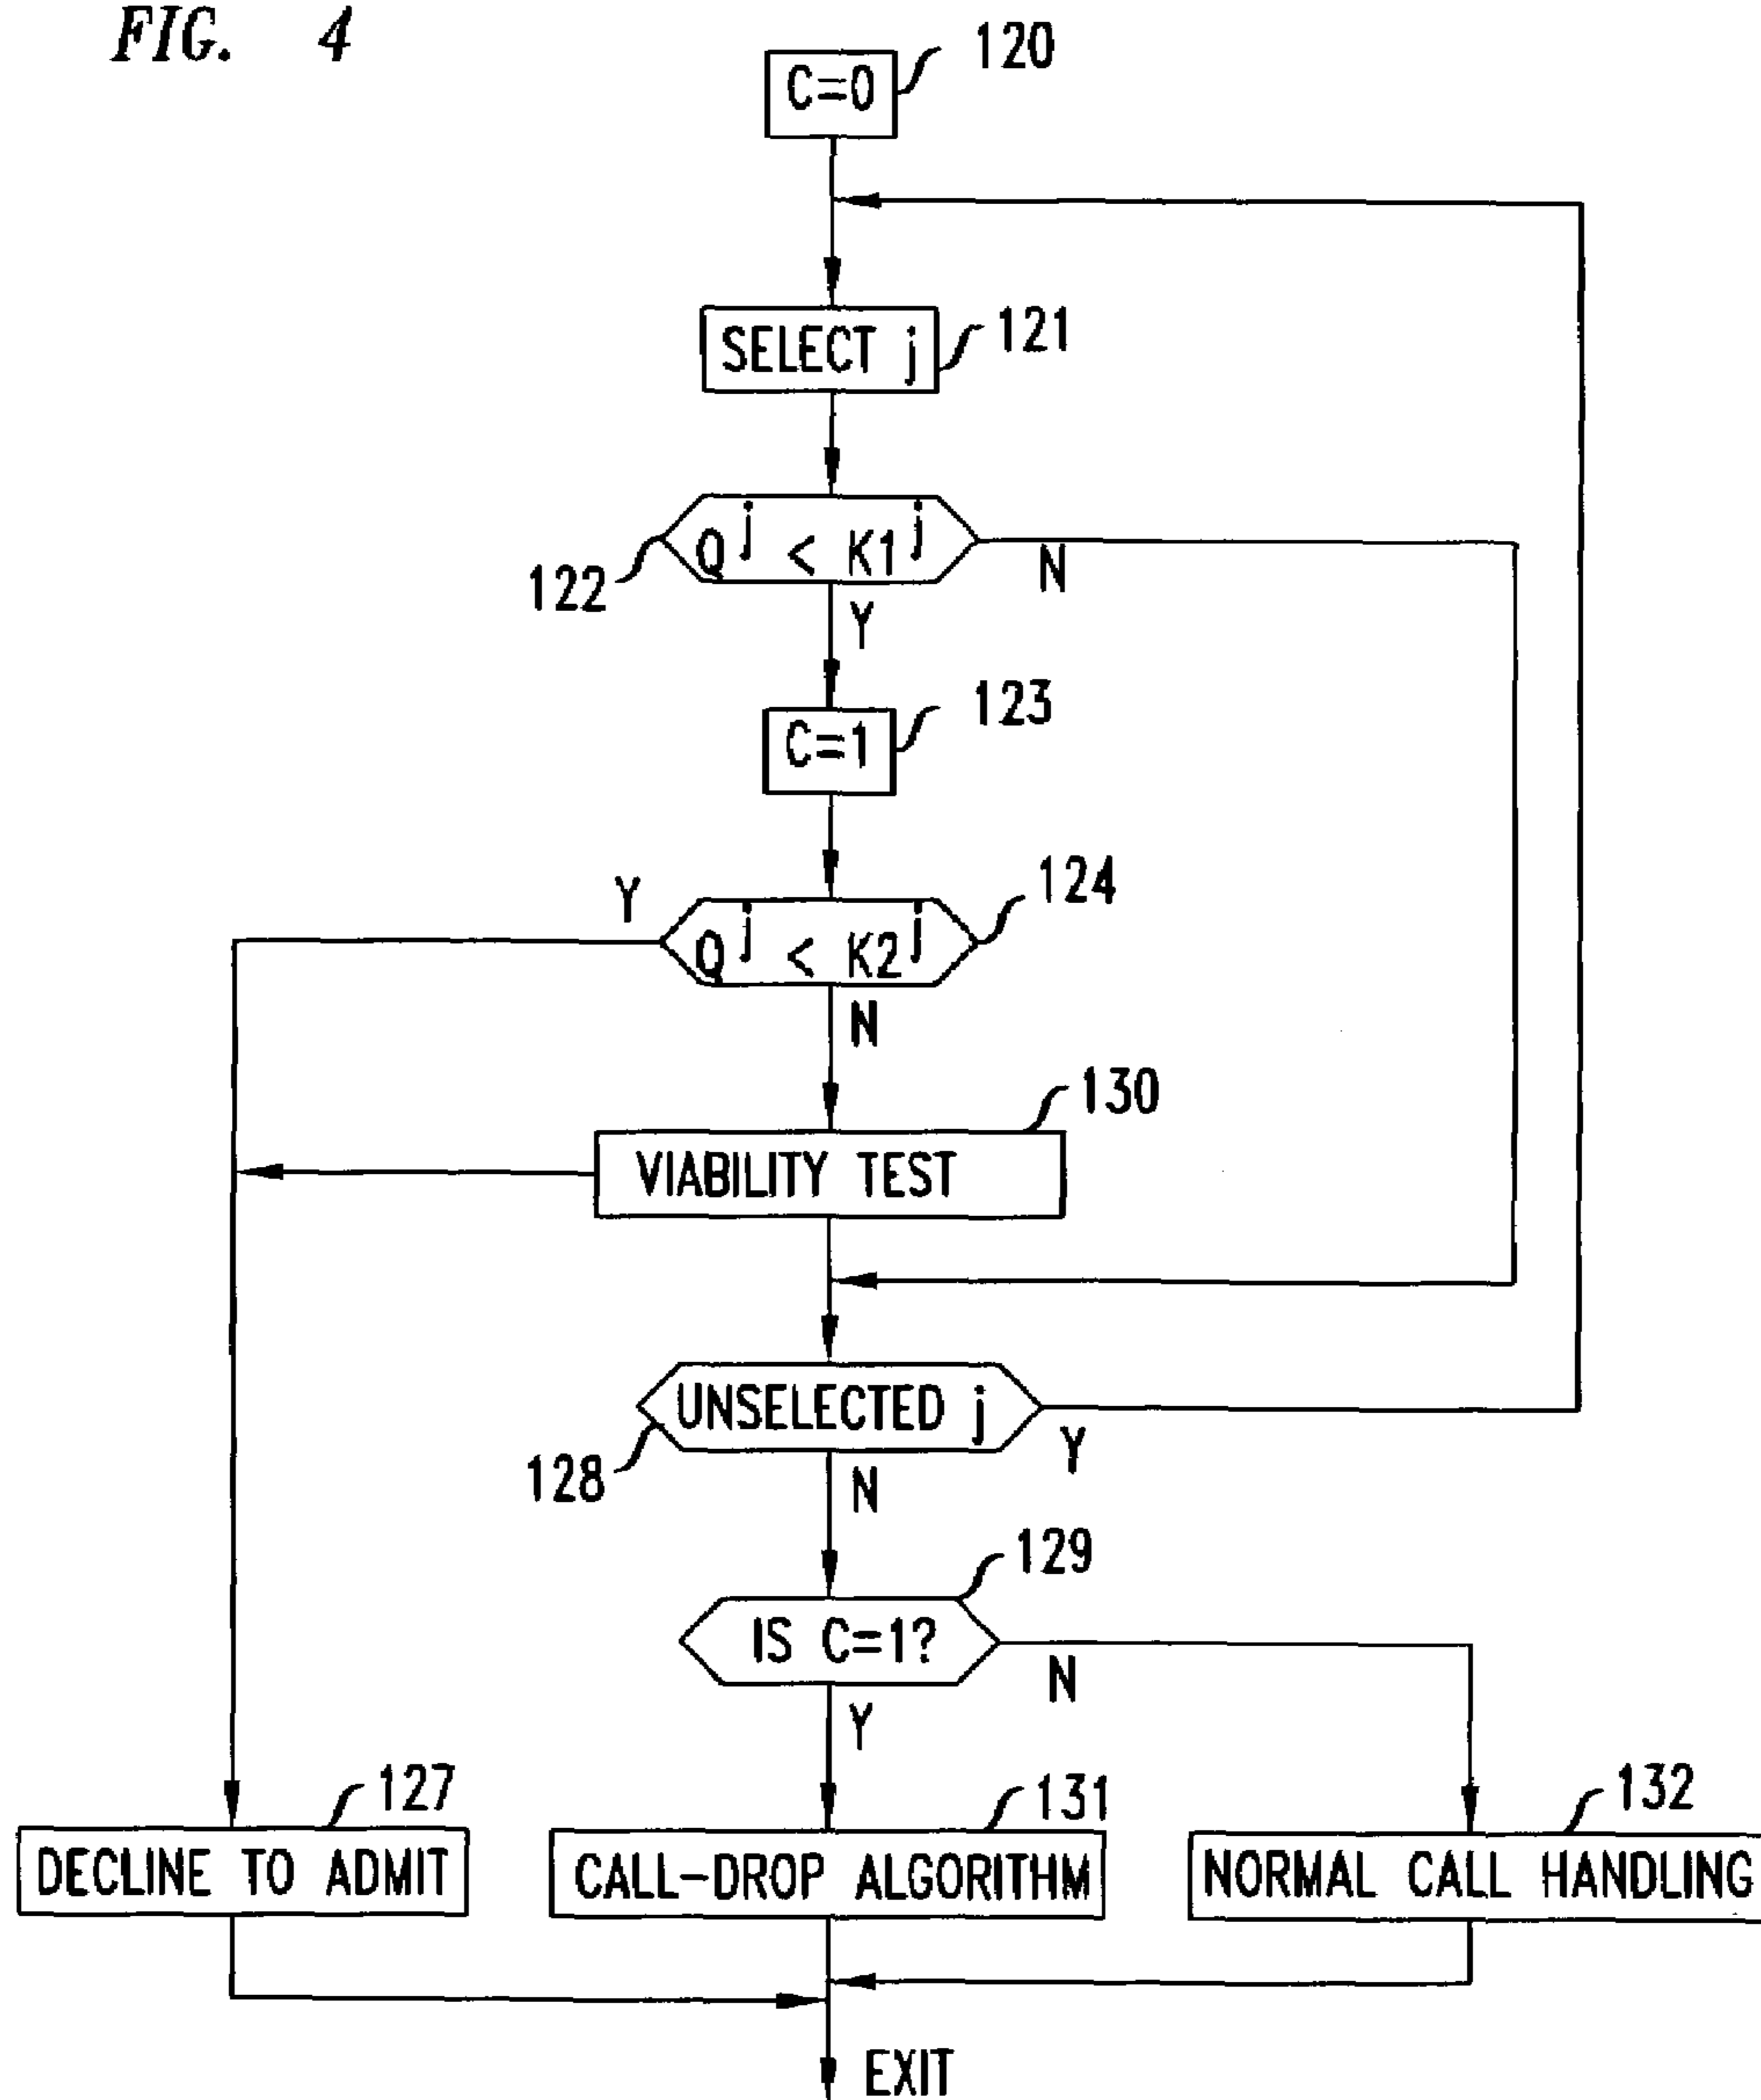 FIG. 4
C=0
120
SELECT j
121
Q^j < K1^j
N
122
Y
C=1
123
124
Y
Q^j < K2^j
N
130
VIABILITY TEST
UNSELECTED j
Y
128
N
129
IS C=1?
N
Y
127
131
132
DECLINE TO ADMIT
CALL-DROP ALGORITHM
NORMAL CALL HANDLING
EXIT